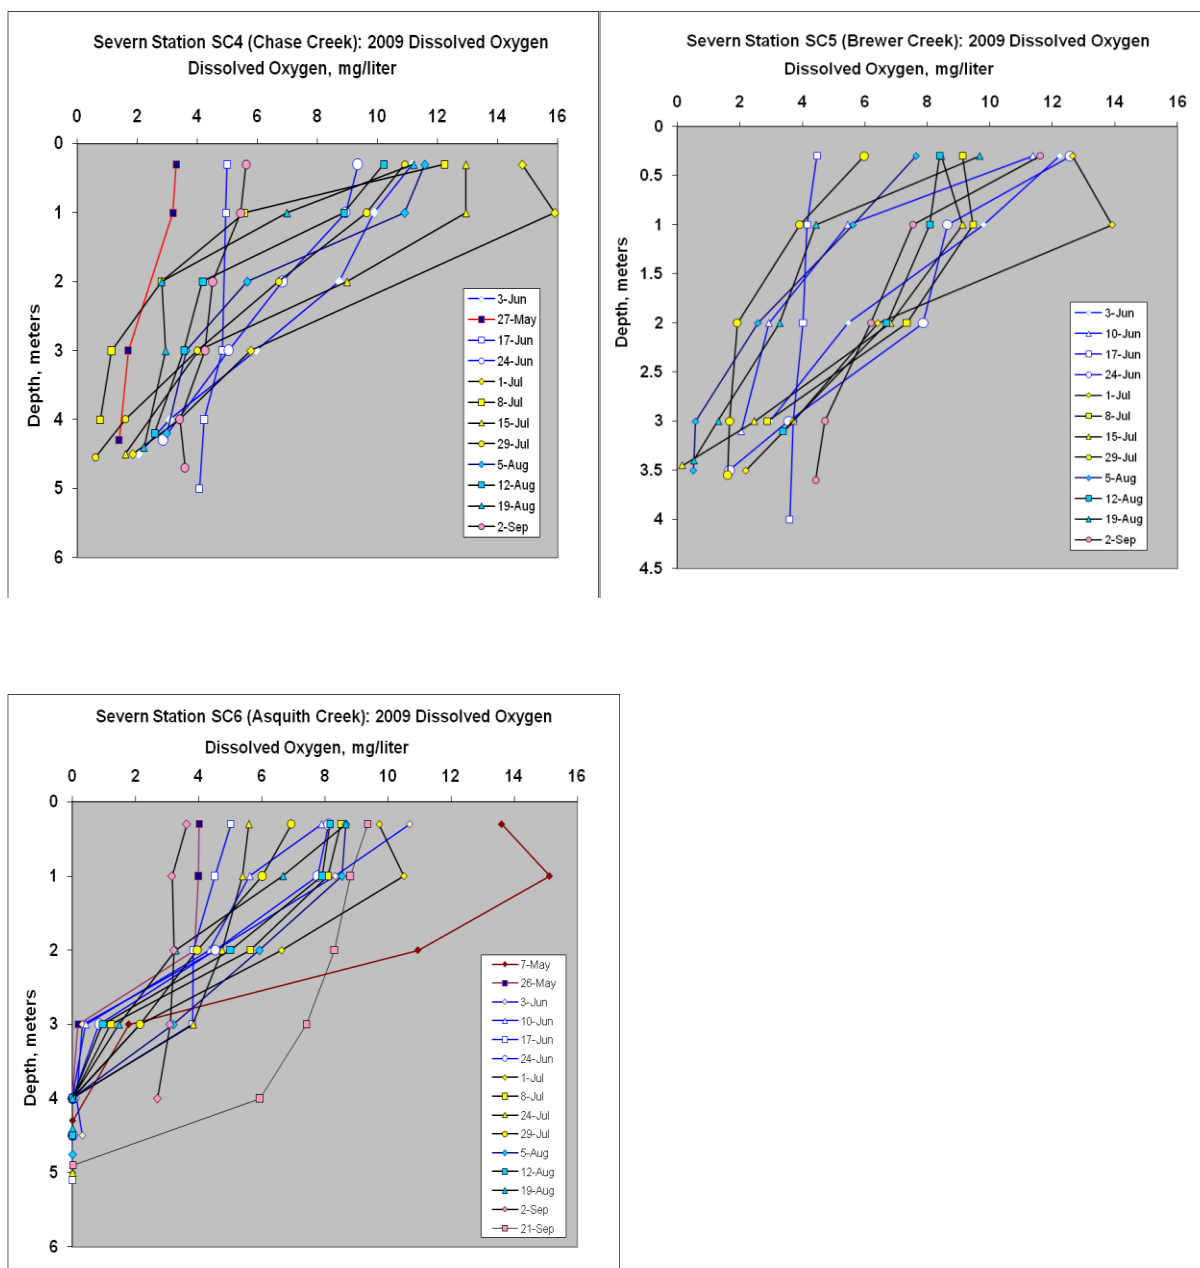 Severn Station SC4 (Chase Creek): 2009 Dissolved Oxygen
Dissolved Oxygen, mg/liter
0 2 4 6 8 10 12 14 16
0
1
2
3
4
5
6
Depth, meters
3-Jun
27-May
17-Jun
24-Jun
1-Jul
8-Jul
15-Jul
29-Jul
5-Aug
12-Aug
19-Aug
2-Sep
Severn Station SC5 (Brewer Creek): 2009 Dissolved Oxygen
Dissolved Oxygen, mg/liter
0 2 4 6 8 10 12 14 16
0
0.5
1
1.5
2
2.5
3
3.5
4
4.5
Depth, meters
3-Jun
10-Jun
17-Jun
24-Jun
1-Jul
8-Jul
15-Jul
29-Jul
5-Aug
12-Aug
19-Aug
2-Sep
Severn Station SC6 (Asquith Creek): 2009 Dissolved Oxygen
Dissolved Oxygen, mg/liter
0 2 4 6 8 10 12 14 16
0
1
2
3
4
5
6
Depth, meters
7-May
26-May
3-Jun
10-Jun
17-Jun
24-Jun
1-Jul
8-Jul
24-Jul
29-Jul
5-Aug
12-Aug
19-Aug
2-Sep
21-Sep